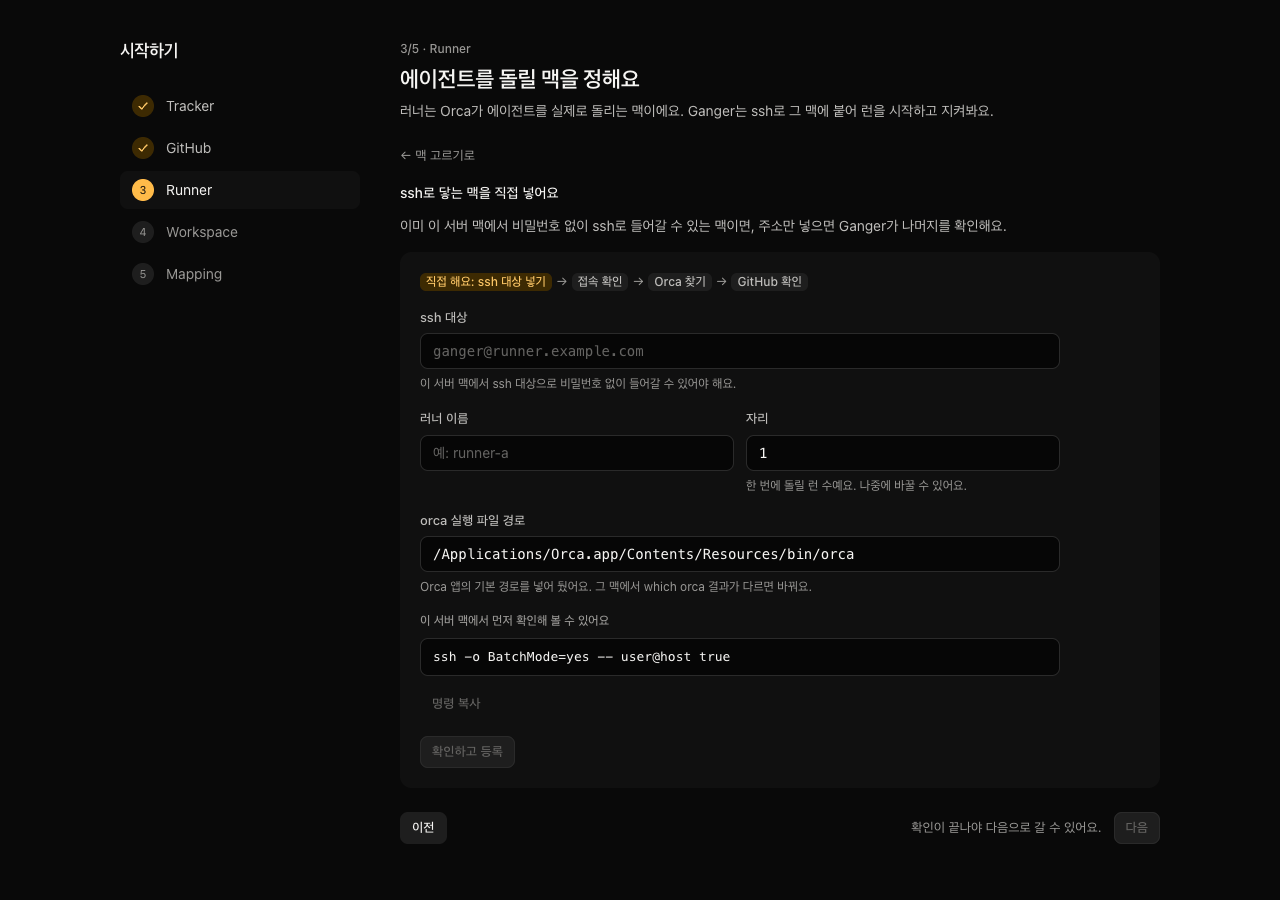 시작하기
Tracker
GitHub
3 Runner
4 Workspace
5 Mapping
3/5 · Runner
에이전트를 돌릴 맥을 정해요
러너는 Orca가 에이전트를 실제로 돌리는 맥이에요. Ganger는 ssh로 그 맥에 붙어 런을 시작하고 지켜봐요.
← 맥 고르기로
ssh로 닿는 맥을 직접 넣어요
이미 이 서버 맥에서 비밀번호 없이 ssh로 들어갈 수 있는 맥이면, 주소만 넣으면 Ganger가 나머지를 확인해요.
직접 해요: ssh 대상 넣기 → 접속 확인 → Orca 찾기 → GitHub 확인
ssh 대상
ganger@runner.example.com
이 서버 맥에서 ssh 대상으로 비밀번호 없이 들어갈 수 있어야 해요.
러너 이름 자리
예: runner-a 1
한 번에 돌릴 런 수예요. 나중에 바꿀 수 있어요.
orca 실행 파일 경로
/Applications/Orca.app/Contents/Resources/bin/orca
Orca 앱의 기본 경로를 넣어 뒀어요. 그 맥에서 which orca 결과가 다르면 바꿔요.
이 서버 맥에서 먼저 확인해 볼 수 있어요
ssh -o BatchMode=yes -- user@host true
명령 복사
확인하고 등록
이전 확인이 끝나야 다음으로 갈 수 있어요. 다음